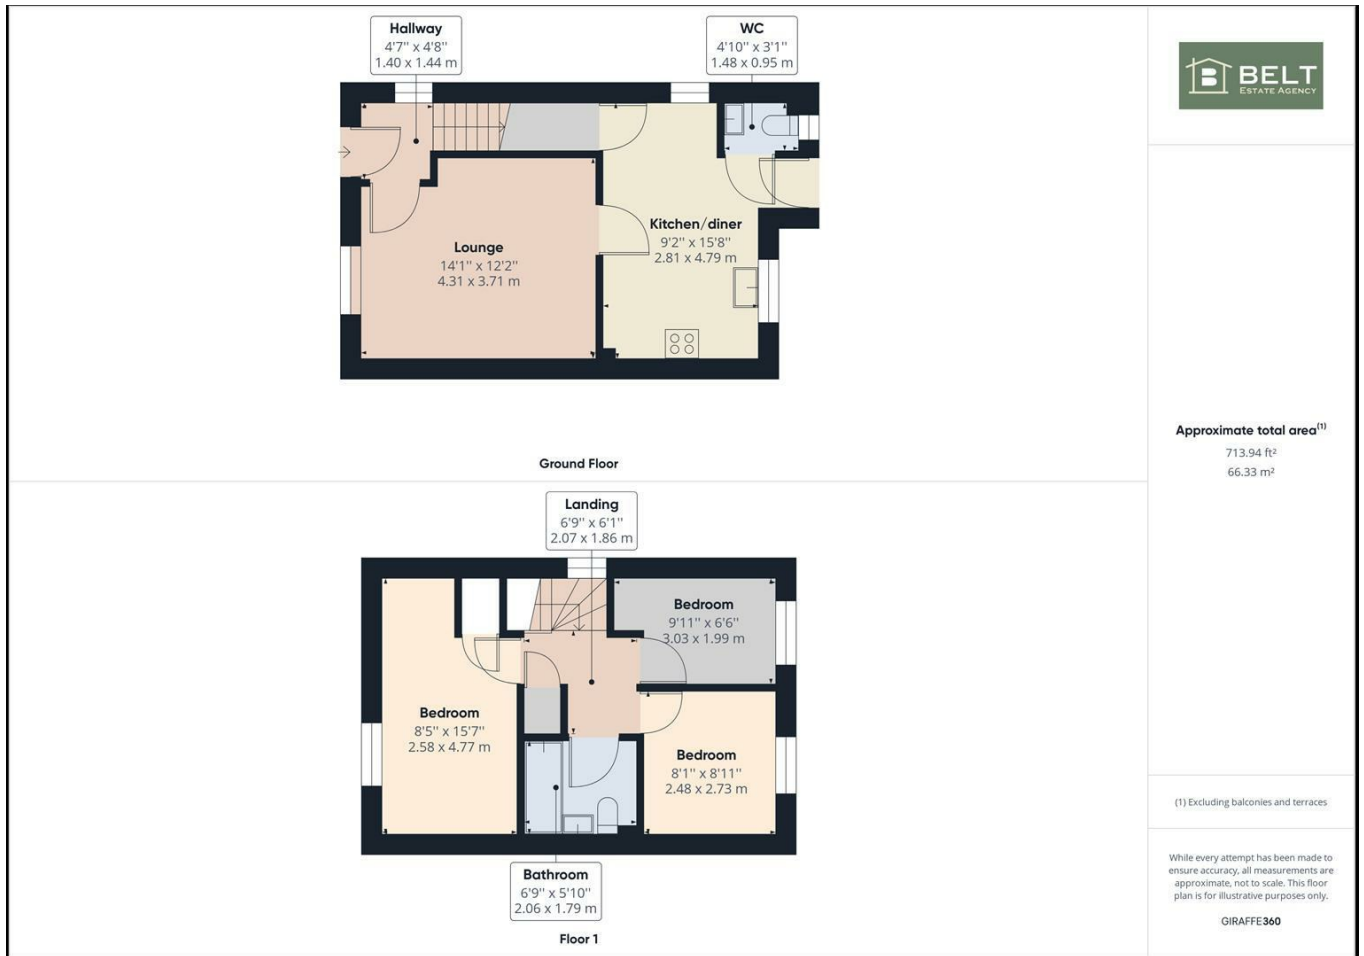 Hallway
4'7'' x 4'8''
1.40 x 1.44 m
WC
4'10'' x 3'1''
1.48 x 0.95 m
Kitchen/diner
9'2'' x 15'8''
2.81 x 4.79 m
Lounge
14'1'' x 12'2''
4.31 x 3.71 m
Ground Floor
Landing
6'9'' x 6'1''
2.07 x 1.86 m
Bedroom
9'11'' x 6'6''
3.03 x 1.99 m
Bedroom
8'5'' x 15'7''
2.58 x 4.77 m
Bedroom
8'1'' x 8'11''
2.48 x 2.73 m
Bathroom
6'9'' x 5'10''
2.06 x 1.79 m
Floor 1
B BELT
ESTATE AGENCY
Approximate total area(1)
713.94 ft²
66.33 m²
(1) Excluding balconies and terraces
While every attempt has been made to
ensure accuracy, all measurements are
approximate, not to scale. This floor
plan is for illustrative purposes only.
GIRAFFE360